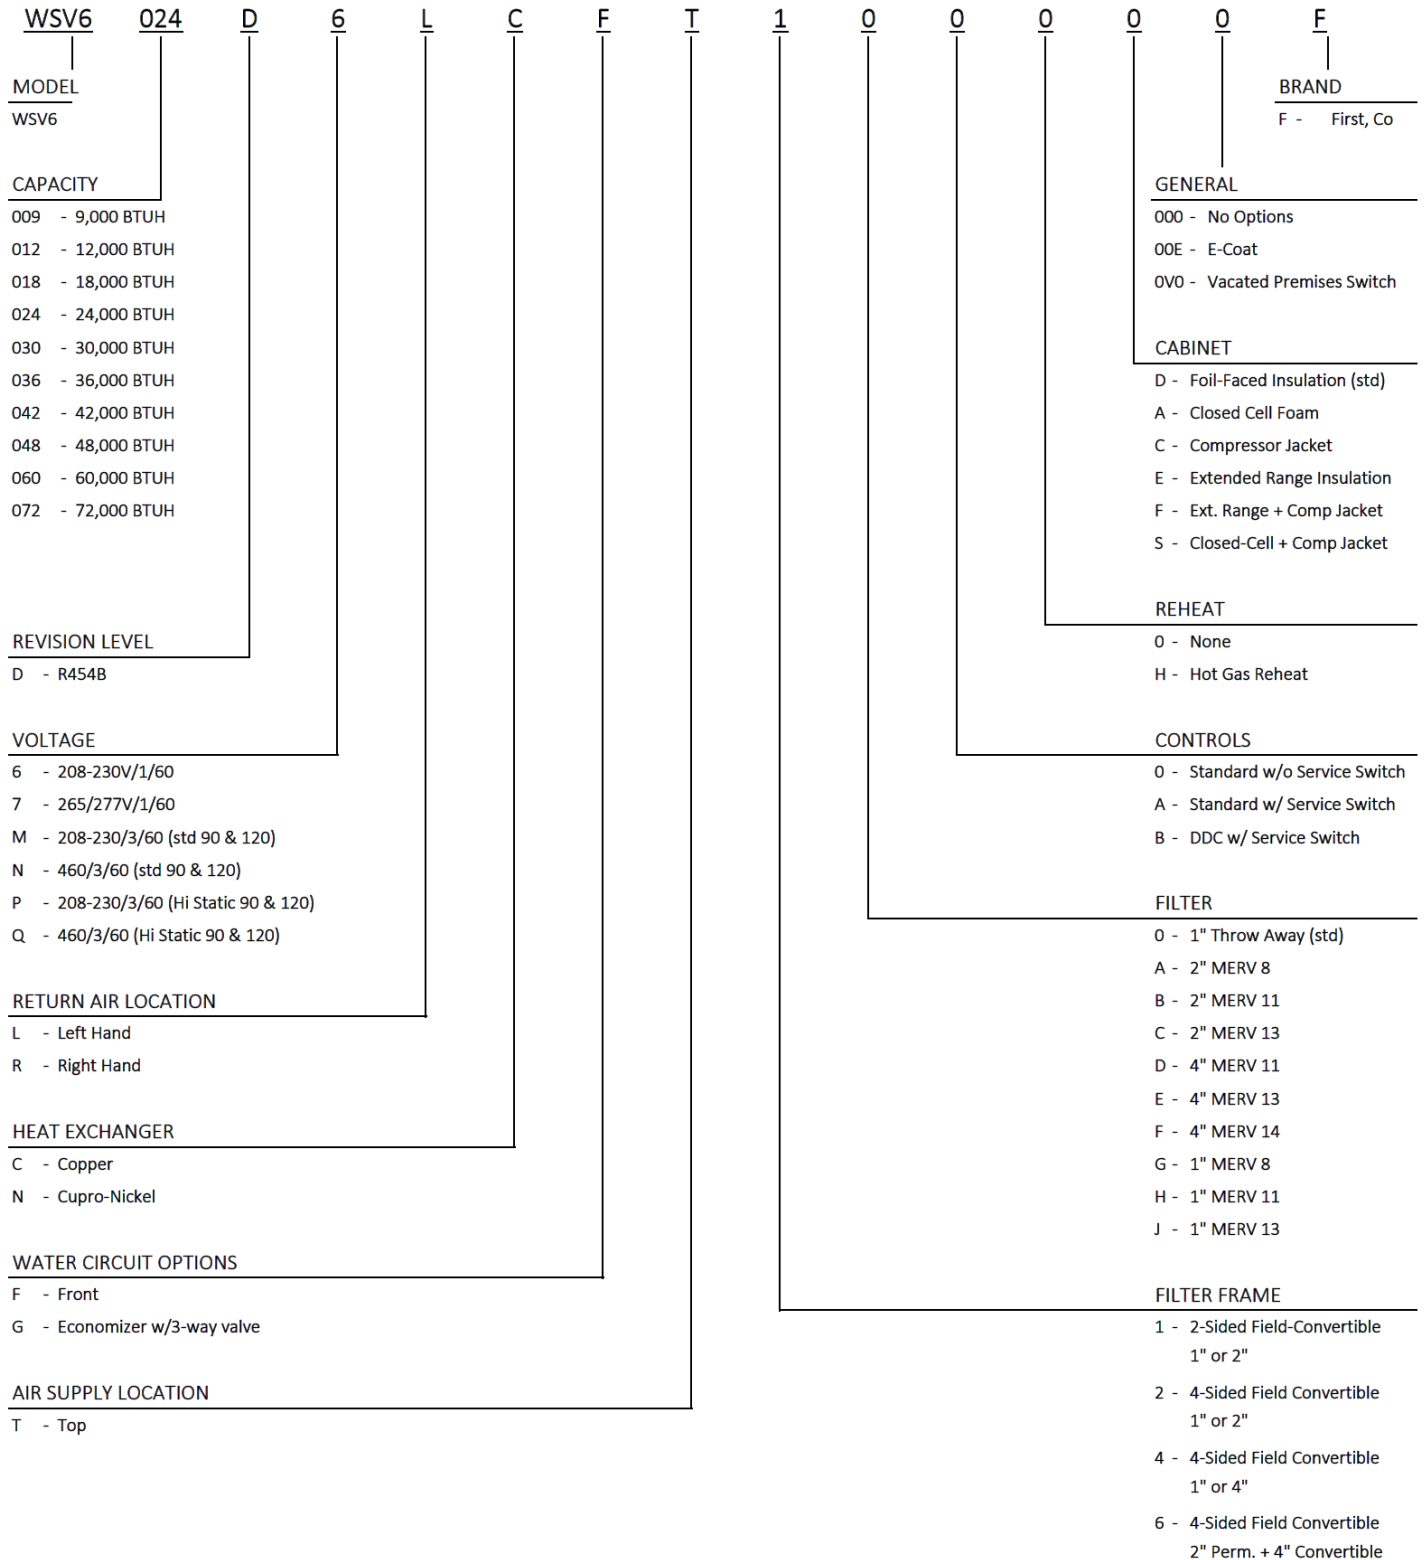 WSV6 024 D 6 L C F T 1 0 0 0 0 0 F
MODEL
WSV6
CAPACITY
009 - 9,000 BTUH
012 - 12,000 BTUH
018 - 18,000 BTUH
024 - 24,000 BTUH
030 - 30,000 BTUH
036 - 36,000 BTUH
042 - 42,000 BTUH
048 - 48,000 BTUH
060 - 60,000 BTUH
072 - 72,000 BTUH
REVISION LEVEL
D - R454B
VOLTAGE
6 - 208-230V/1/60
7 - 265/277V/1/60
M - 208-230/3/60 (std 90 & 120)
N - 460/3/60 (std 90 & 120)
P - 208-230/3/60 (Hi Static 90 & 120)
Q - 460/3/60 (Hi Static 90 & 120)
RETURN AIR LOCATION
L - Left Hand
R - Right Hand
HEAT EXCHANGER
C - Copper
N - Cupro-Nickel
WATER CIRCUIT OPTIONS
F - Front
G - Economizer w/3-way valve
AIR SUPPLY LOCATION
T - Top
BRAND
F - First, Co
GENERAL
000 - No Options
00E - E-Coat
0V0 - Vacated Premises Switch
CABINET
D - Foil-Faced Insulation (std)
A - Closed Cell Foam
C - Compressor Jacket
E - Extended Range Insulation
F - Ext. Range + Comp Jacket
S - Closed-Cell + Comp Jacket
REHEAT
0 - None
H - Hot Gas Reheat
CONTROLS
0 - Standard w/o Service Switch
A - Standard w/ Service Switch
B - DDC w/ Service Switch
FILTER
0 - 1" Throw Away (std)
A - 2" MERV 8
B - 2" MERV 11
C - 2" MERV 13
D - 4" MERV 11
E - 4" MERV 13
F - 4" MERV 14
G - 1" MERV 8
H - 1" MERV 11
J - 1" MERV 13
FILTER FRAME
1 - 2-Sided Field-Convertible
1" or 2"
2 - 4-Sided Field Convertible
1" or 2"
4 - 4-Sided Field Convertible
1" or 4"
6 - 4-Sided Field Convertible
2" Perm. + 4" Convertible